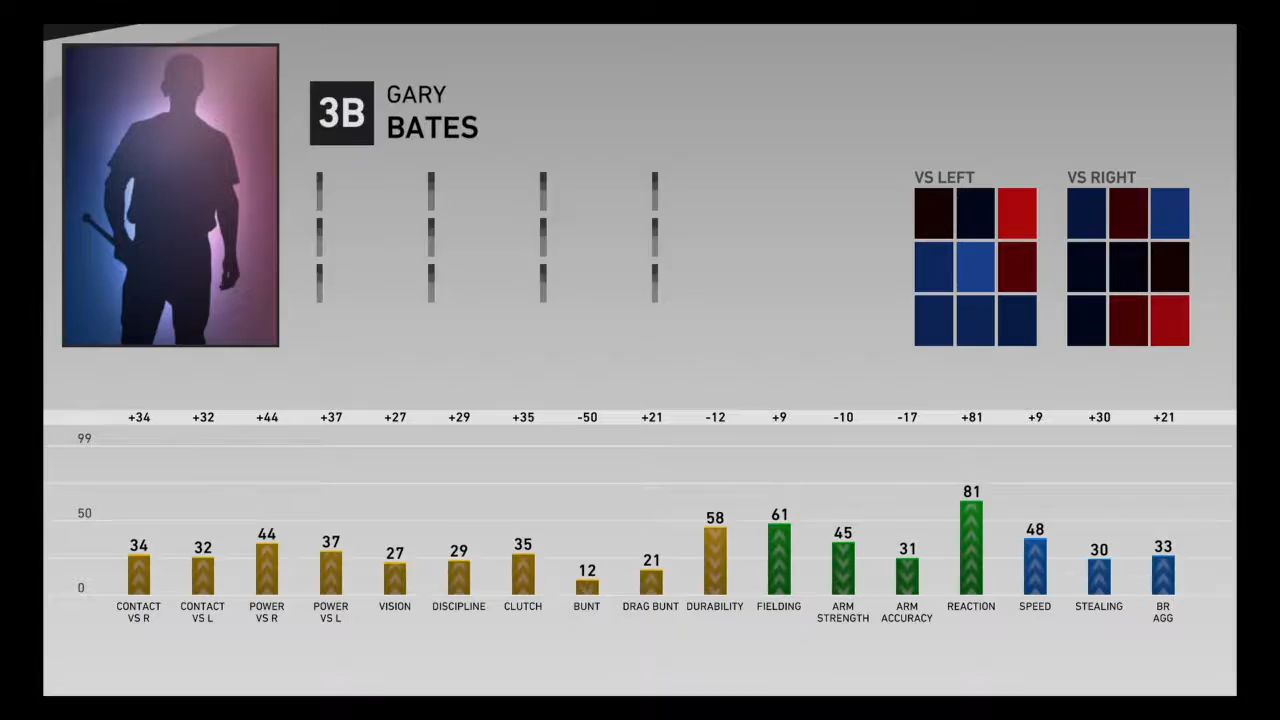 3B
GARY
BATES
VS LEFT
VS RIGHT
+34 +32 +44 +37 +27 +29 +35 -50 +21 -12 +9 -10 -17 +81 +9 +30 +21
99
50
0
34 32 44 37 27 29 35 12 21 58 61 45 31 81 48 30 33
CONTACT CONTACT POWER POWER VISION DISCIPLINE CLUTCH BUNT DRAG BUNT DURABILITY FIELDING ARM ARM REACTION SPEED STEALING BR
VS R VS L VS R VS L STRENGTH ACCURACY AGG